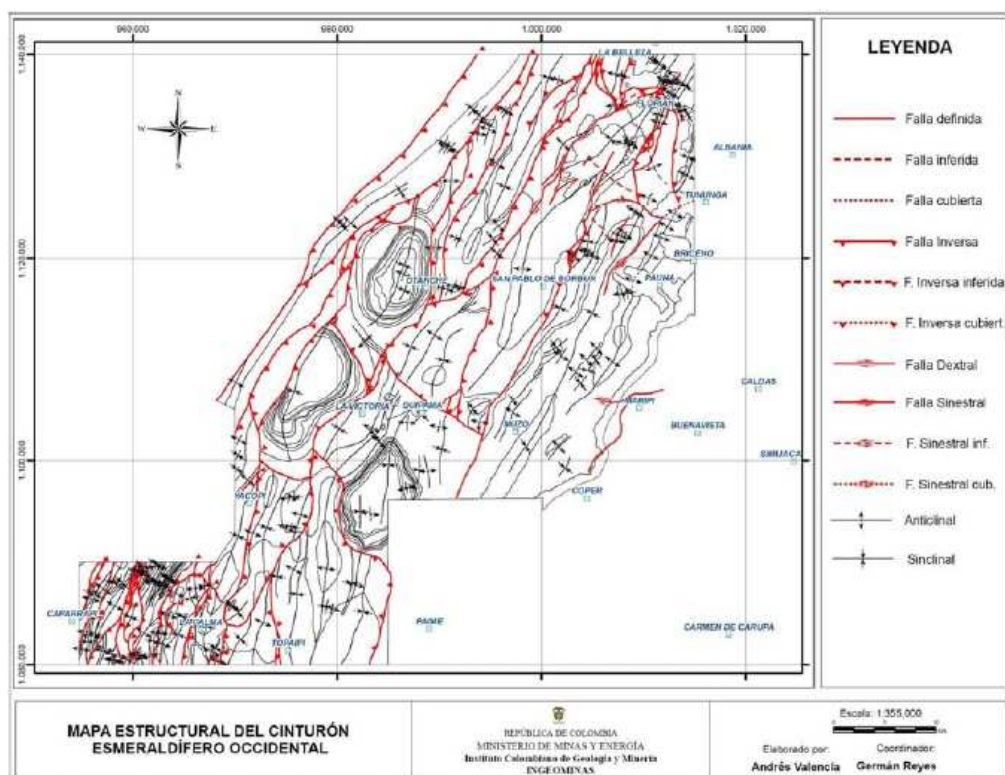 960,000 980,000 1.000,000 1.020,000
1.140,000
1.120,000
1.100,000
1.080,000
N
W E
S
LA BELLEZA
FLORIAN
ALBANIA
TUNUNGA
BRICEÑO
OTANCHE
SAN PABLO DE BORBUR
PAUNA
CALDAS
LA VICTORIA
QUIPAMA
MUZO
MARIPI
BUENAVISTA
SIMIJACA
YACOPI
COPER
CAPARRAPI
LA PALMA
TOPAIPI
PAIME
CARMEN DE CARUPA
LEYENDA
Falla definida
Falla inferida
Falla cubierta
Falla Inversa
F. Inversa inferida
F. Inversa cubiert.
Falla Dextral
Falla Sinestral
F. Sinestral inf.
F. Sinestral cub.
Anticlinal
Sinclinal
MAPA ESTRUCTURAL DEL CINTURÓN
ESMERALDÍFERO OCCIDENTAL
REPÚBLICA DE COLOMBIA
MINISTERIO DE MINAS Y ENERGÍA
Instituto Colombiano de Geología y Minería
INGEOMINAS
Escala: 1:355,000
Elaborado por: Coordinador:
Andrés Valencia Germán Reyes